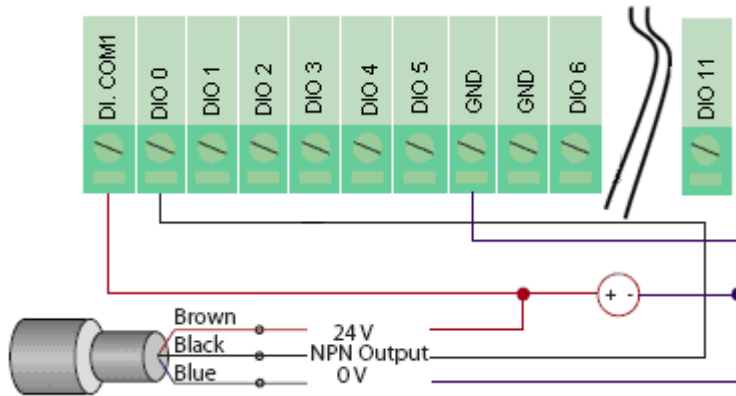 DI. COM1
DIO 0
DIO 1
DIO 2
DIO 3
DIO 4
DIO 5
GND
GND
DIO 6
DIO 11
+ -
Brown
24 V
Black
NPN Output
Blue
0 V